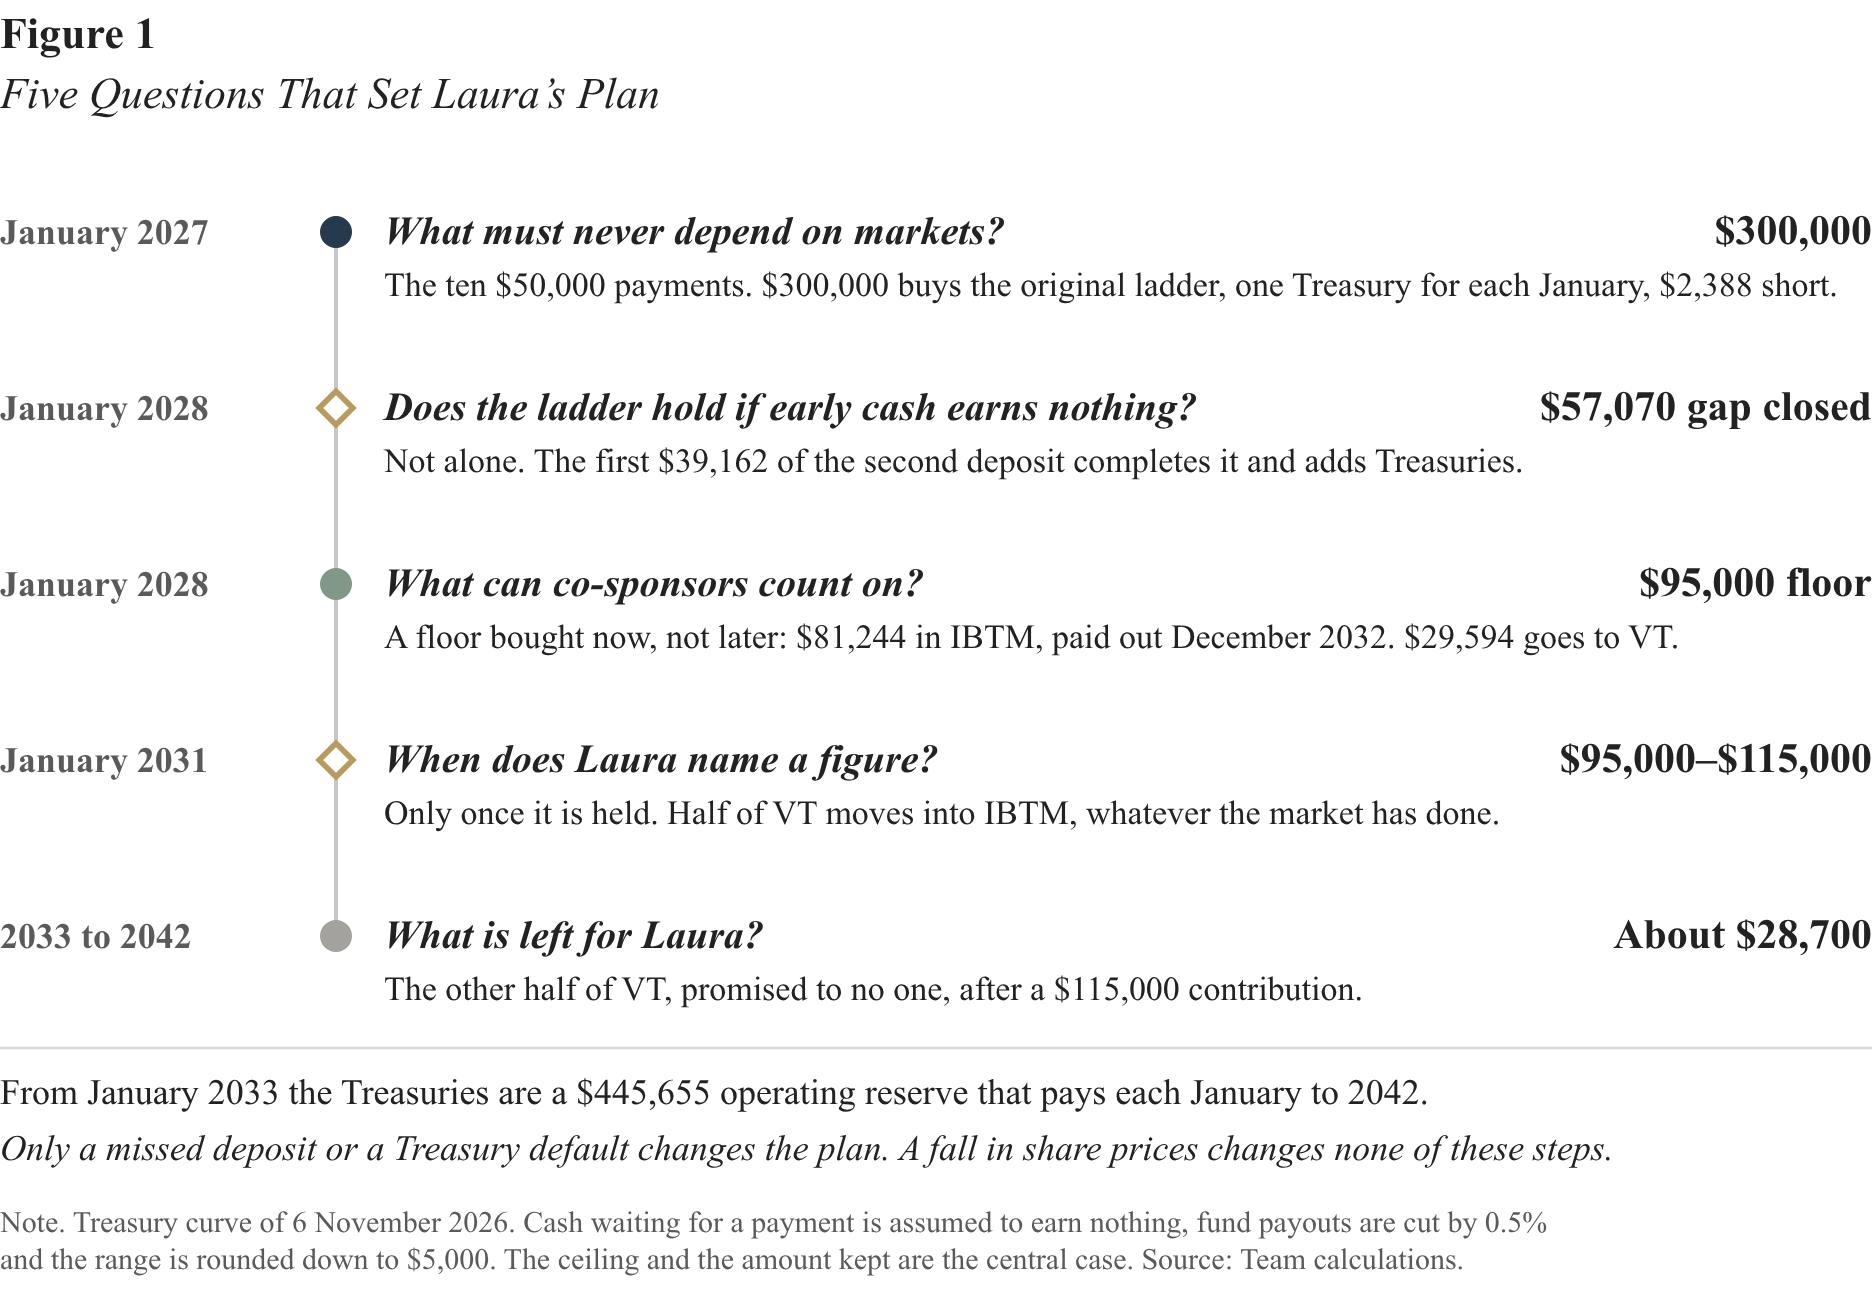 Figure 1
Five Questions That Set Laura’s Plan
January 2027
What must never depend on markets?
$300,000
The ten $50,000 payments. $300,000 buys the original ladder, one Treasury for each January, $2,388 short.
January 2028
Does the ladder hold if early cash earns nothing?
$57,070 gap closed
Not alone. The first $39,162 of the second deposit completes it and adds Treasuries.
January 2028
What can co-sponsors count on?
$95,000 floor
A floor bought now, not later: $81,244 in IBTM, paid out December 2032. $29,594 goes to VT.
January 2031
When does Laura name a figure?
$95,000–$115,000
Only once it is held. Half of VT moves into IBTM, whatever the market has done.
2033 to 2042
What is left for Laura?
About $28,700
The other half of VT, promised to no one, after a $115,000 contribution.
From January 2033 the Treasuries are a $445,655 operating reserve that pays each January to 2042.
Only a missed deposit or a Treasury default changes the plan. A fall in share prices changes none of these steps.
Note. Treasury curve of 6 November 2026. Cash waiting for a payment is assumed to earn nothing, fund payouts are cut by 0.5%
and the range is rounded down to $5,000. The ceiling and the amount kept are the central case. Source: Team calculations.